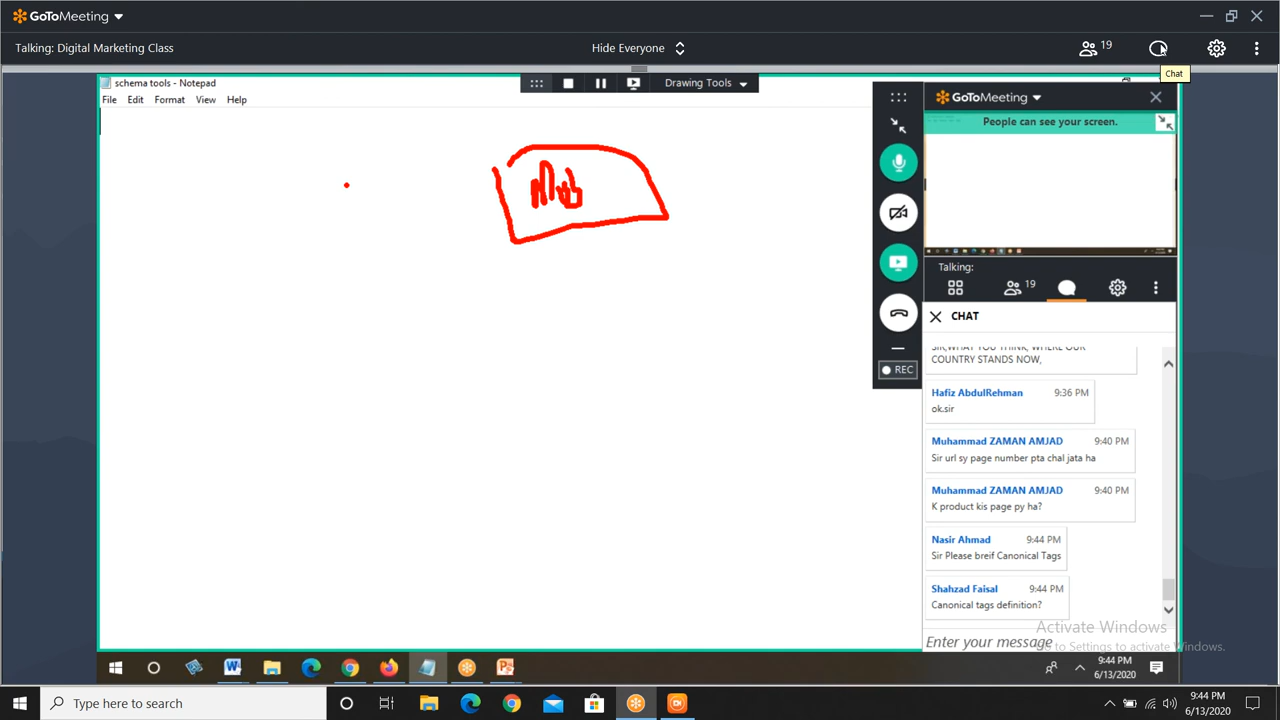 GoToMeeting
Talking: Digital Marketing Class
Hide Everyone
19
Chat
schema tools - Notepad
File Edit Format View Help
Drawing Tools
GoToMeeting
People can see your screen.
Talking:
19
CHAT
SIR,WHAT YOU THINK, WHERE OUR
COUNTRY STANDS NOW,
Hafiz AbdulRehman 9:36 PM
ok.sir
Muhammad ZAMAN AMJAD 9:40 PM
Sir url sy page number pta chal jata ha
Muhammad ZAMAN AMJAD 9:40 PM
K product kis page py ha?
Nasir Ahmad 9:44 PM
Sir Please breif Canonical Tags
Shahzad Faisal 9:44 PM
Canonical tags definition?
Enter your message
REC
Activate Windows
to Settings to activate Windows.
9:44 PM
6/13/2020
Type here to search
9:44 PM
6/13/2020